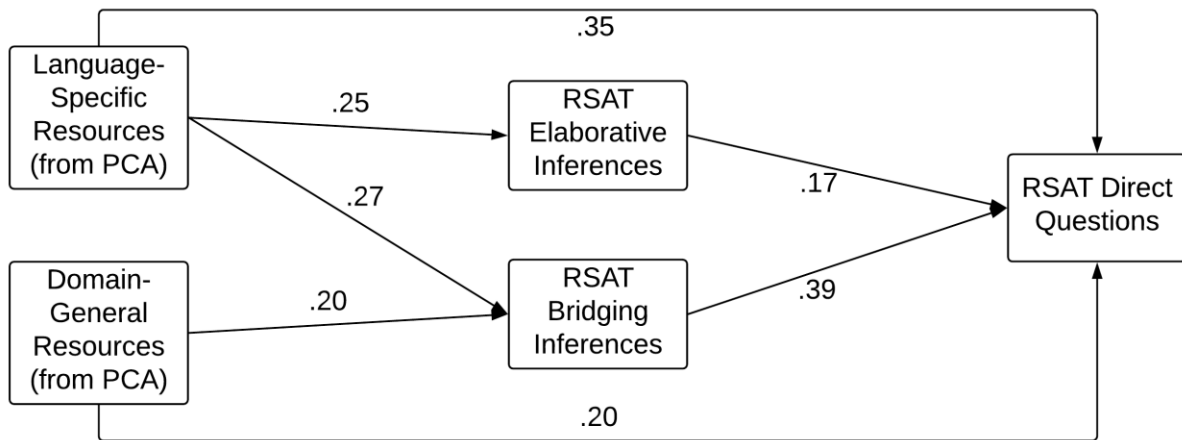 .35
Language-
Specific
Resources
(from PCA)
.25
RSAT
Elaborative
Inferences
.17
RSAT Direct
Questions
.27
Domain-
General
Resources
(from PCA)
.20
RSAT
Bridging
Inferences
.39
.20